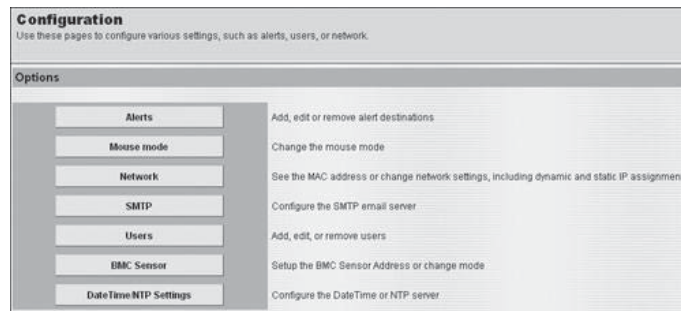 Configuration
Use these pages to configure various settings, such as alerts, users, or network.
Options
Alerts Add, edit or remove alert destinations
Mouse mode Change the mouse mode
Network See the MAC address or change network settings, including dynamic and static IP assignmen
SMTP Configure the SMTP email server
Users Add, edit, or remove users
BMC Sensor Setup the BMC Sensor Address or change mode
DateTime/NTP Settings Configure the DateTime or NTP server